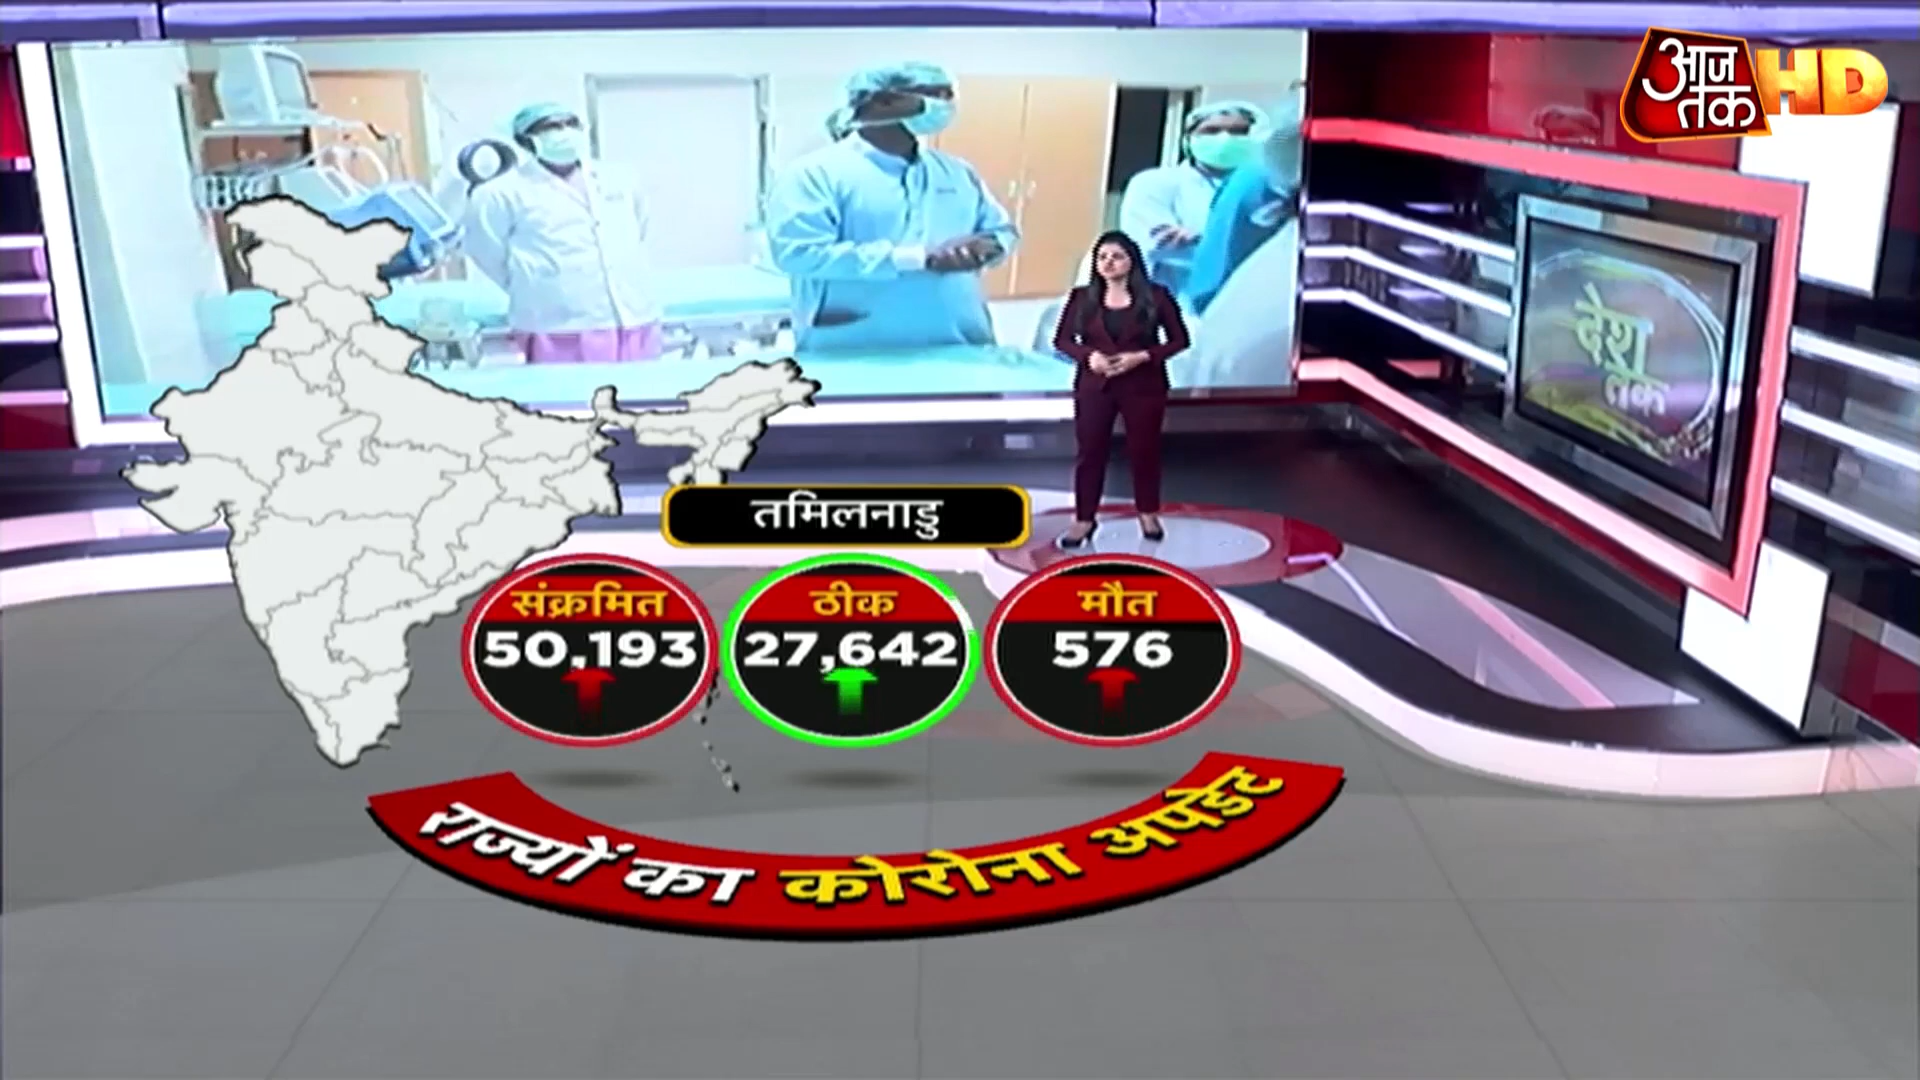 आज
तक HD
देश
तक
तमिलनाडु
संक्रमित
50,193
ठीक
27,642
मौत
576
राज्यों का कोरोना अपडेट